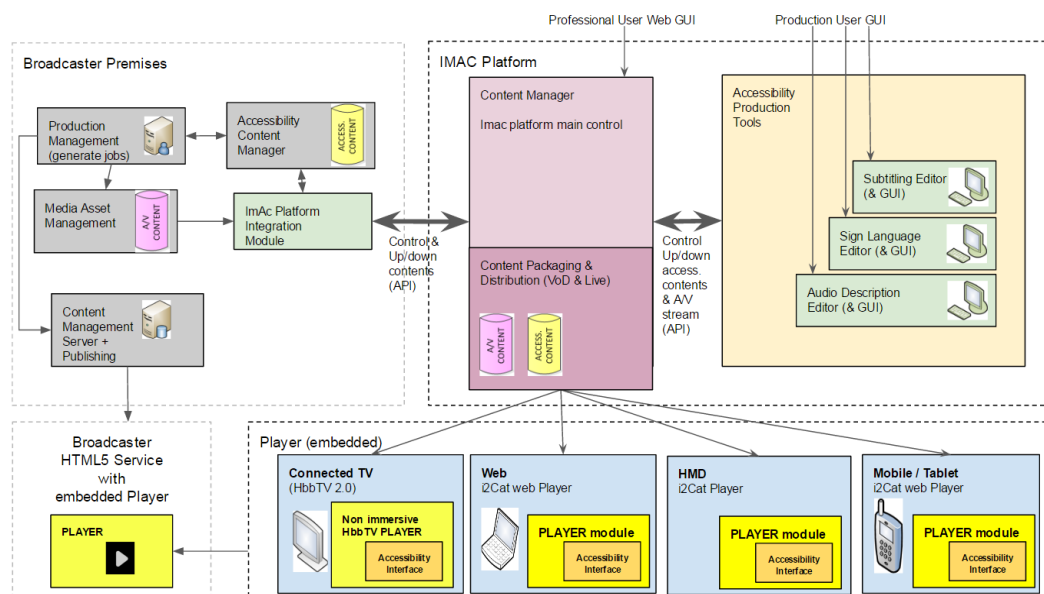 Professional User Web GUI
Production User GUI
Broadcaster Premises
Production
Management
(generate jobs)
Accessibility
Content
Manager
ACCESS.
CONTENT
Media Asset
Management
A/V
CONTENT
ImAc Platform
Integration
Module
Content
Management
Server +
Publishing
Control &
Up/down
contents
(API)
IMAC Platform
Content Manager
Imac platform main control
Content Packaging &
Distribution (VoD & Live)
A/V
CONTENT
ACCESS.
CONTENT
Control
Up/down
access.
contents
& A/V
stream
(API)
Accessibility
Production
Tools
Subtitling Editor
(& GUI)
Sign Language
Editor (& GUI)
Audio Description
Editor (& GUI)
Broadcaster
HTML5 Service
with
embedded Player
PLAYER
Player (embedded)
Connected TV
(HbbTV 2.0)
Non immersive
HbbTV PLAYER
Accessibility
Interface
Web
i2Cat web Player
PLAYER module
Accessibility
Interface
HMD
i2Cat Player
PLAYER module
Accessibility
Interface
Mobile / Tablet
i2Cat web Player
PLAYER module
Accessibility
Interface